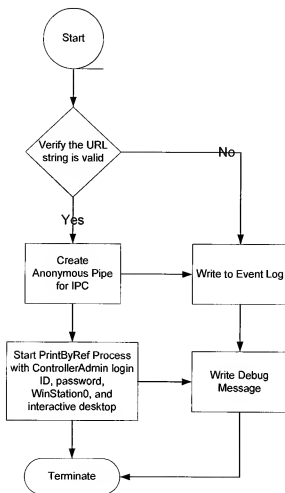 Start
Verify the URL
string is valid
No
Yes
Create
Anonymous Pipe
for IPC
Write to Event Log
Start PrintByRef Process
with ControllerAdmin login
ID, password,
WinStation0, and
interactive desktop
Write Debug
Message
Terminate